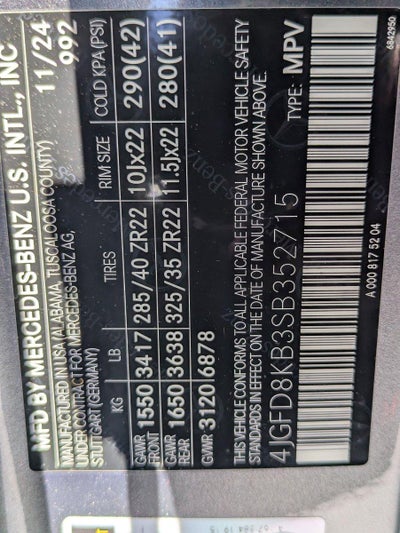 MFD BY MERCEDES-BENZ U.S. INTL., INC 11/24
MANUFACTURED IN USA (ALABAMA, TUSCALOOSA COUNTY) 992
UNDER CONTRACT FOR MERCEDES-BENZ AG,
STUTTGART (GERMANY)
KG LB TIRES RIM SIZE COLD KPA (PSI)
GAWR FRONT 1550 3417 285/40 ZR22 10Jx22 290(42)
GAWR REAR 1650 3638 325/35 ZR22 11.5Jx22 280(41)
GVWR 3120 6878
THIS VEHICLE CONFORMS TO ALL APPLICABLE FEDERAL MOTOR VEHICLE SAFETY
STANDARDS IN EFFECT ON THE DATE OF MANUFACTURE SHOWN ABOVE.
4JGFD8KB3SB352715 TYPE: MPV
A 000 817 52 04
6842950